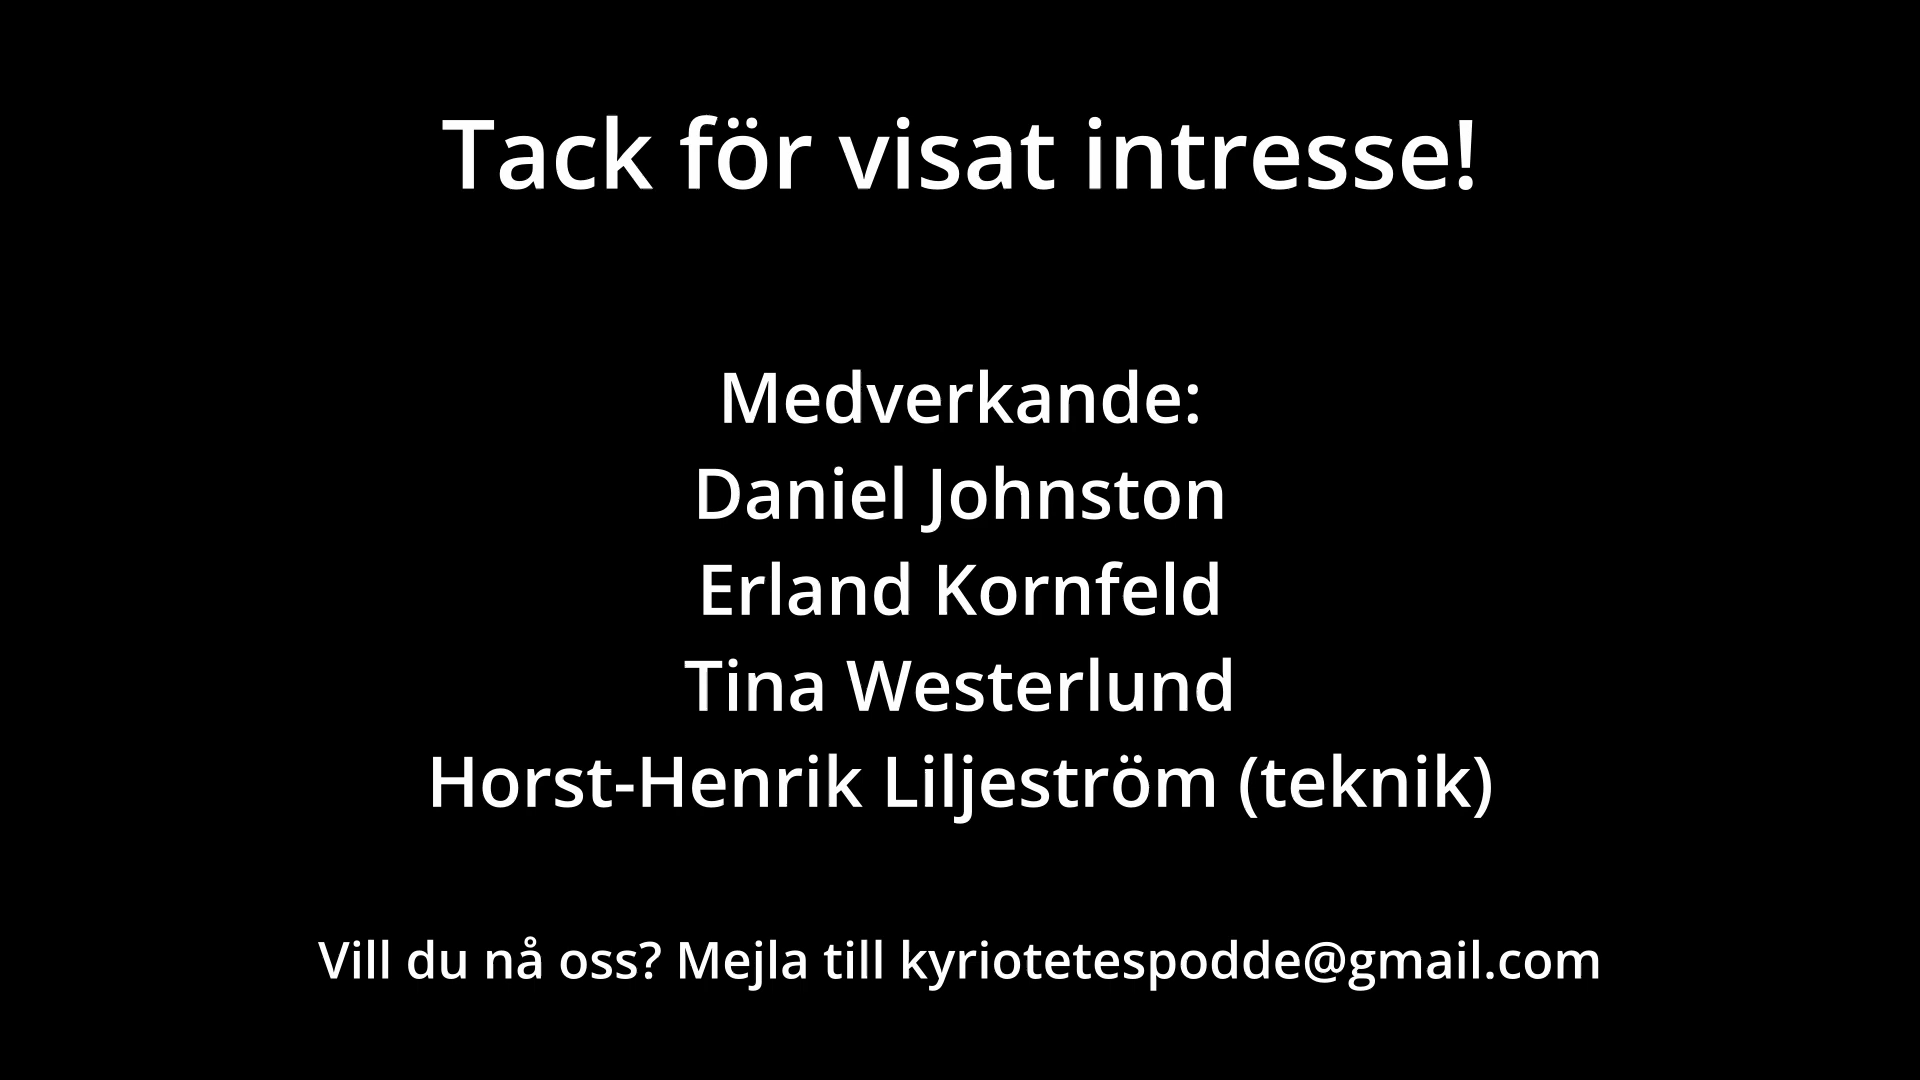 Tack för visat intresse!
Medverkande:
Daniel Johnston
Erland Kornfeld
Tina Westerlund
Horst-Henrik Liljeström (teknik)
Vill du nå oss? Mejla till kyriotetespodde@gmail.com